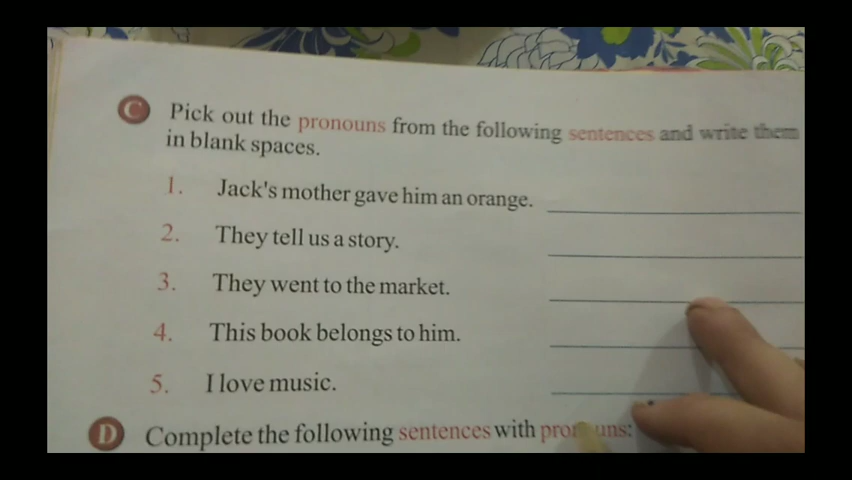 C Pick out the pronouns from the following sentences and write them
in blank spaces.
1. Jack's mother gave him an orange.
2. They tell us a story.
3. They went to the market.
4. This book belongs to him.
5. I love music.
D Complete the following sentences with pronouns: